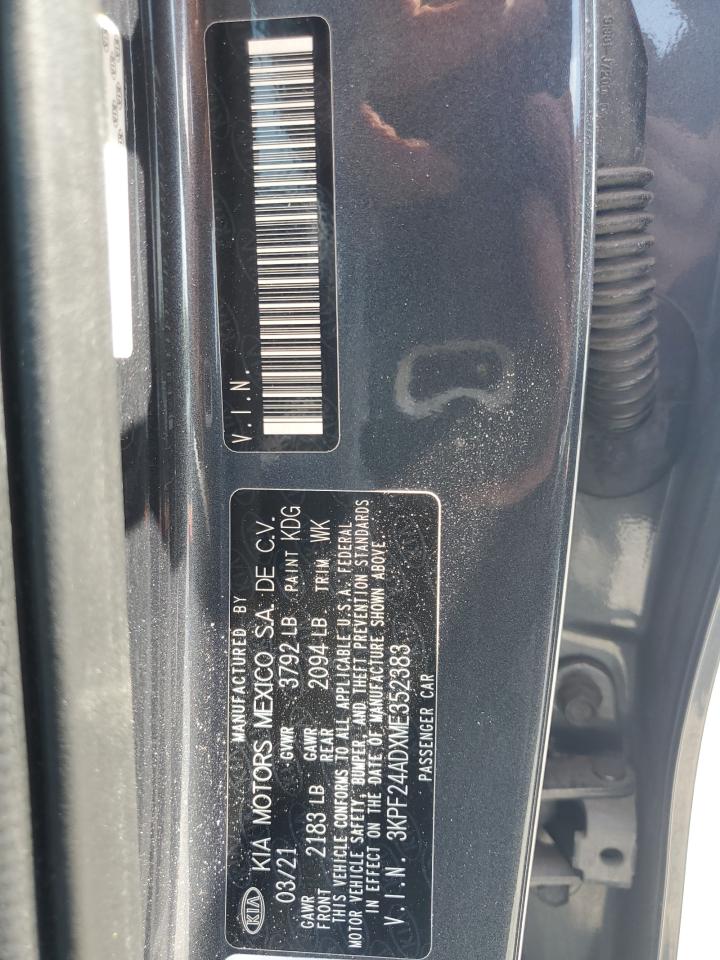 V.I.N.
MANUFACTURED BY
KIA KIA MOTORS MEXICO S.A. DE C.V.
03/21 GVWR 3792 LB PAINT KDG
GAWR FRONT 2183 LB GAWR REAR 2094 LB TRIM WK
THIS VEHICLE CONFORMS TO ALL APPLICABLE U.S.A. FEDERAL
MOTOR VEHICLE SAFETY, BUMPER, AND THEFT PREVENTION STANDARDS
IN EFFECT ON THE DATE OF MANUFACTURE SHOWN ABOVE.
V.I.N. 3KPF24ADXME352383
PASSENGER CAR